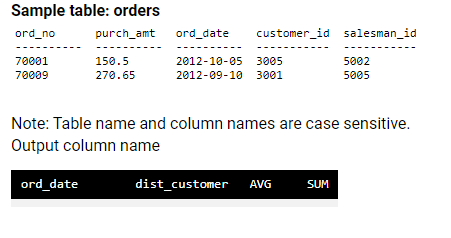 Sample table: orders
ord_no purch_amt ord_date customer_id salesman_id
---------- ---------- ---------- ----------- -----------
70001 150.5 2012-10-05 3005 5002
70009 270.65 2012-09-10 3001 5005
Note: Table name and column names are case sensitive.
Output column name
ord_date dist_customer AVG SUM